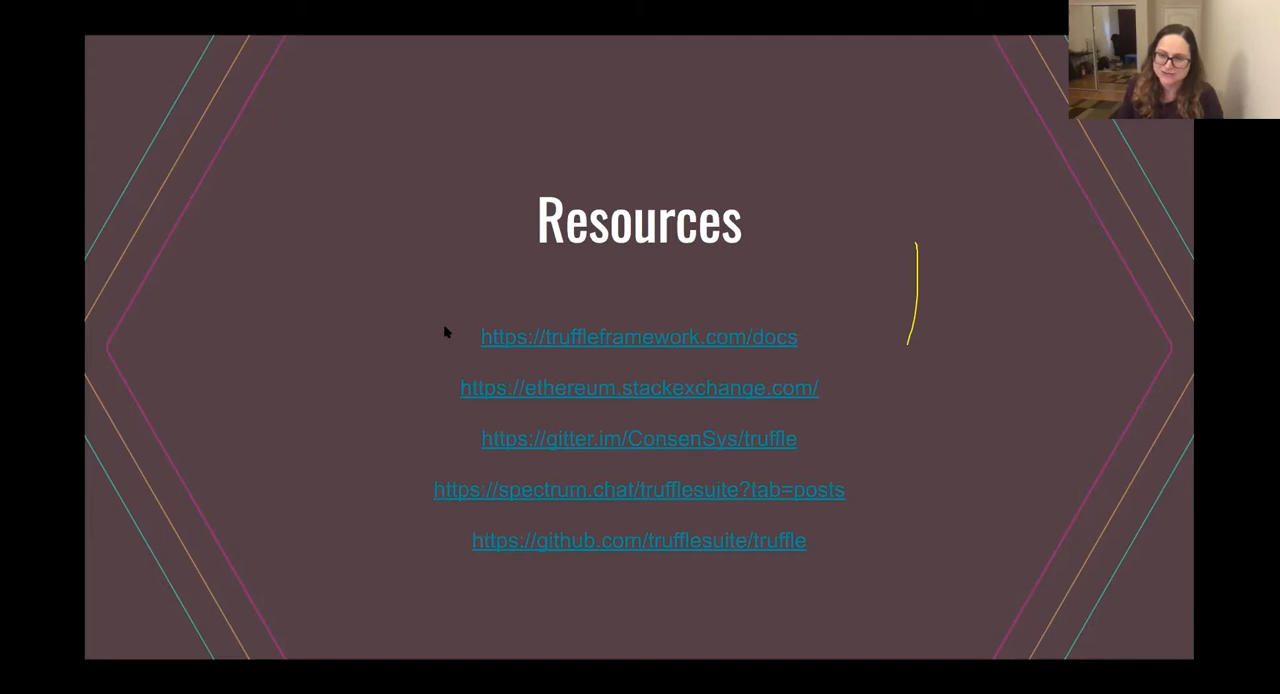 Resources
https://truffleframework.com/docs
https://ethereum.stackexchange.com/
https://gitter.im/ConsenSys/truffle
https://spectrum.chat/trufflesuite?tab=posts
https://github.com/trufflesuite/truffle